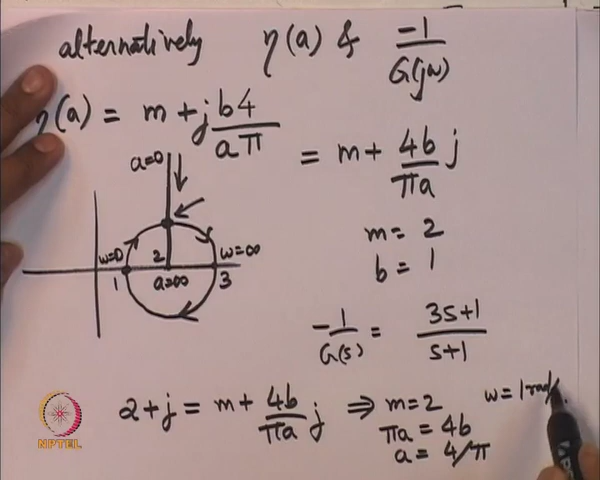 alternatively η(a) & -1/G(jω)
η(a) = m + j b4/aπ
= m + 4b/πa j
a=0
ω=0 2 ω=∞
1 a=∞ 3
m = 2
b = 1
-1/G(s) = 3s+1/s+1
2+j = m + 4b/πa j ⇒ m=2 ω = 1 rad/
πa = 4b
a = 4/π
NPTEL